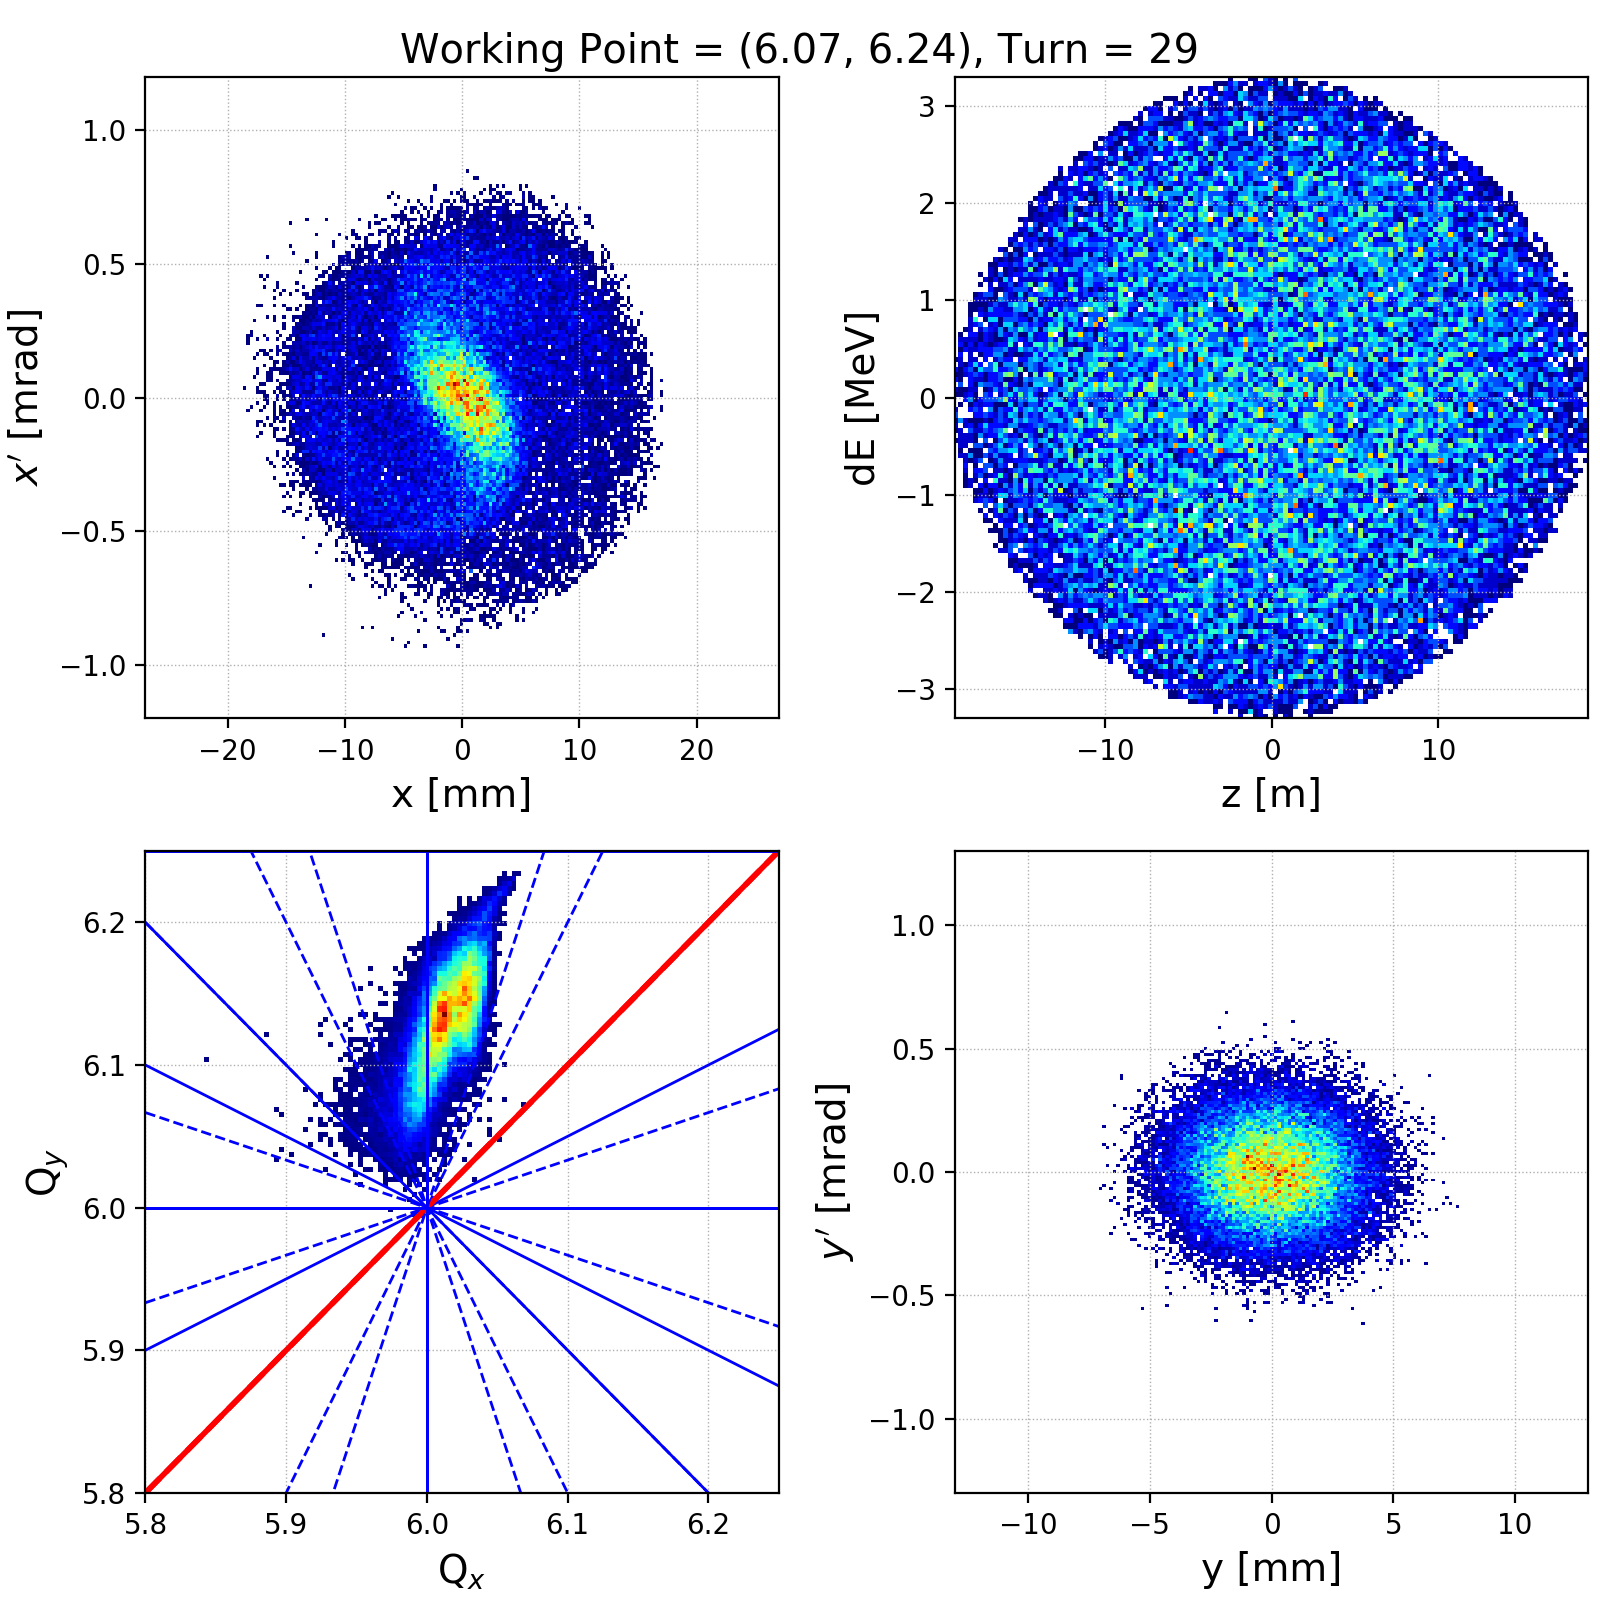 Working Point = (6.07, 6.24), Turn = 29
1.0
0.5
0.0
−0.5
−1.0
x′ [mrad]
−20 −10 0 10 20
x [mm]
3
2
1
0
−1
−2
−3
dE [MeV]
−10 0 10
z [m]
6.2
6.1
6.0
5.9
5.8
Qy
5.8 5.9 6.0 6.1 6.2
Qx
1.0
0.5
0.0
−0.5
−1.0
y′ [mrad]
−10 −5 0 5 10
y [mm]